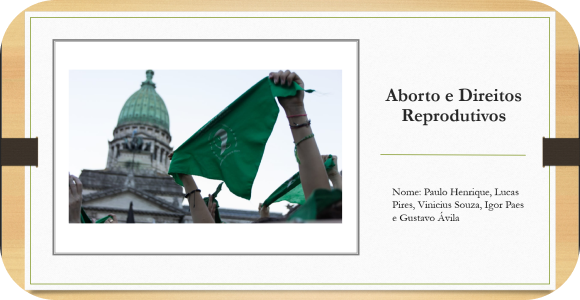 Aborto e Direitos
Reprodutivos
Nome: Paulo Henrique, Lucas
Pires, Vinicius Souza, Igor Paes
e Gustavo Ávila